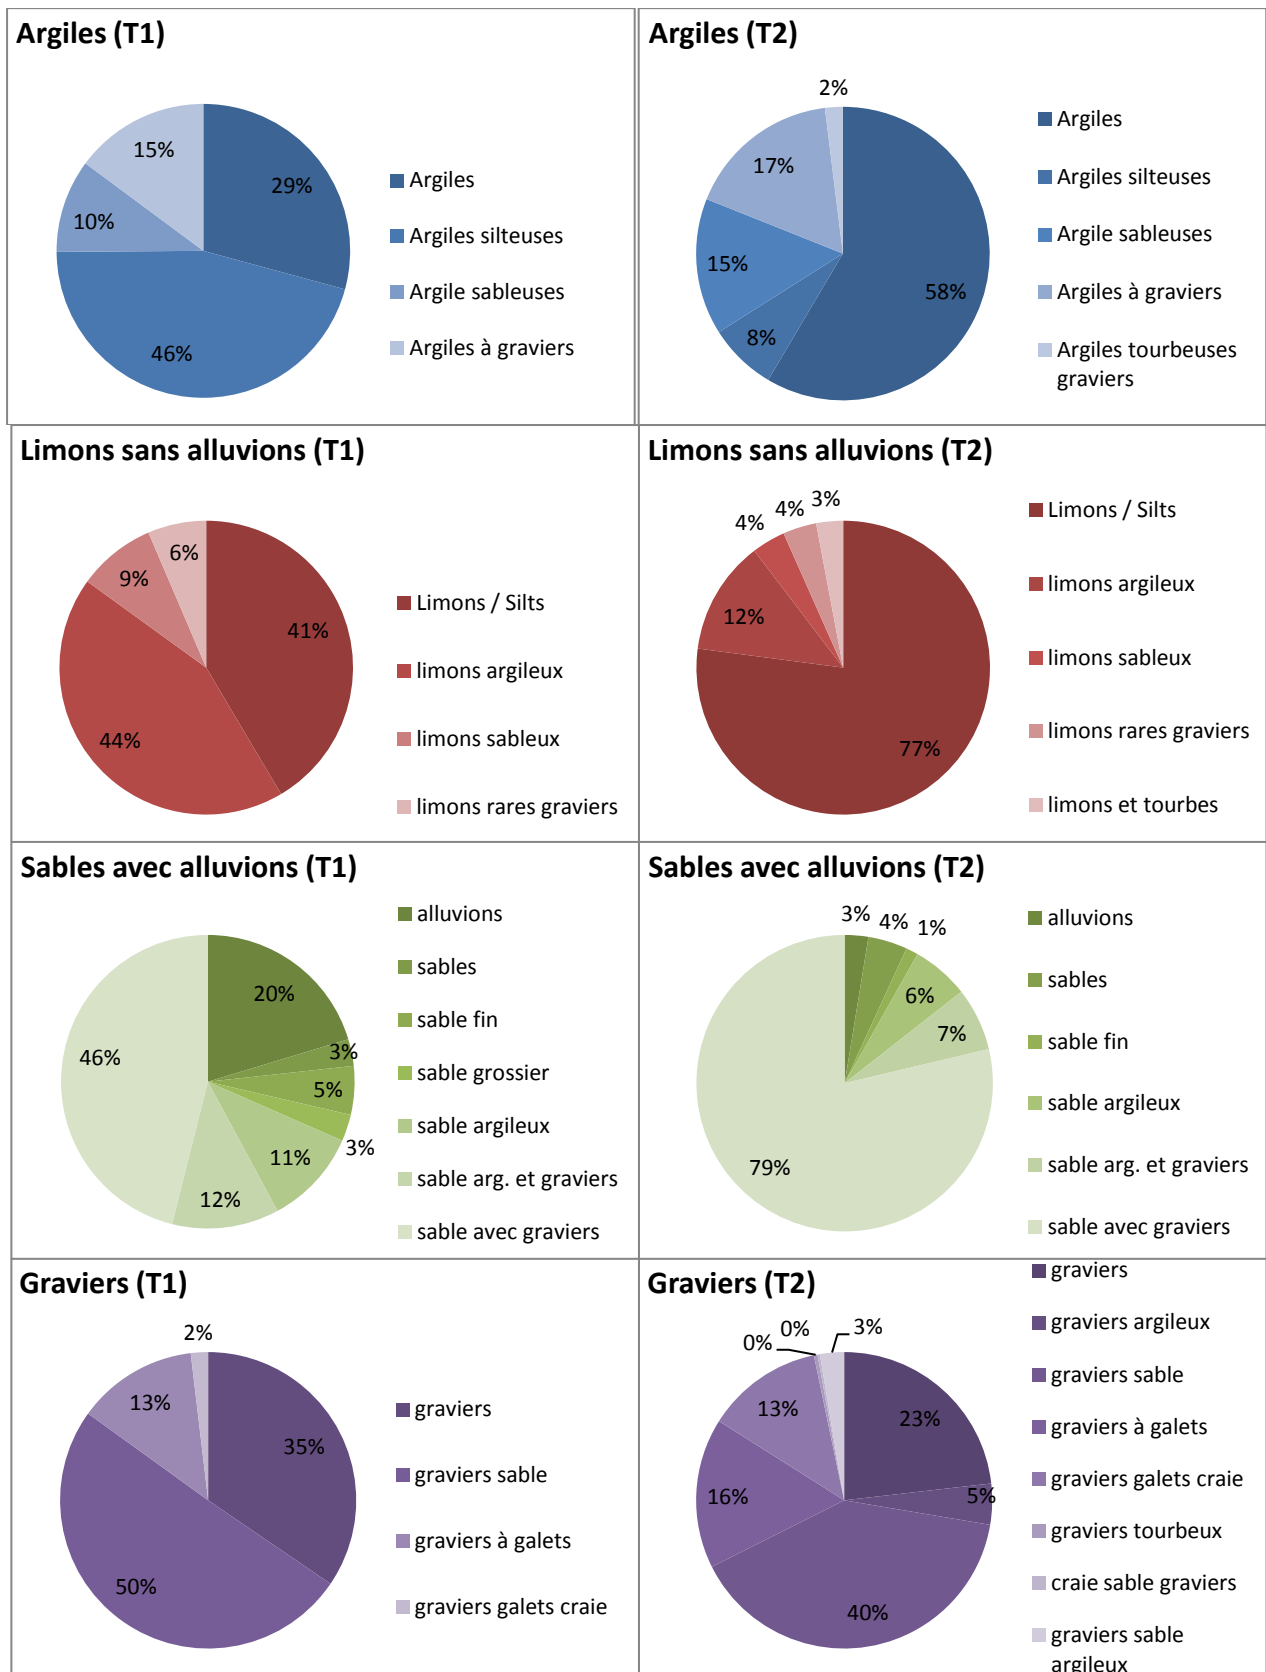 Argiles (T1)
15%
29%
10%
46%
Argiles
Argiles silteuses
Argile sableuses
Argiles à graviers
Argiles (T2)
2%
17%
15%
8%
58%
Argiles
Argiles silteuses
Argile sableuses
Argiles à graviers
Argiles tourbeuses
graviers
Limons sans alluvions (T1)
6%
9%
41%
44%
Limons / Silts
limons argileux
limons sableux
limons rares graviers
Limons sans alluvions (T2)
3%
4%
4%
12%
77%
Limons / Silts
limons argileux
limons sableux
limons rares graviers
limons et tourbes
Sables avec alluvions (T1)
20%
3%
5%
3%
11%
12%
46%
alluvions
sables
sable fin
sable grossier
sable argileux
sable arg. et graviers
sable avec graviers
Sables avec alluvions (T2)
3%
4%
1%
6%
7%
79%
alluvions
sables
sable fin
sable argileux
sable arg. et graviers
sable avec graviers
Graviers (T1)
2%
13%
35%
50%
graviers
graviers sable
graviers à galets
graviers galets craie
Graviers (T2)
0%
0%
3%
13%
23%
16%
5%
40%
graviers
graviers argileux
graviers sable
graviers à galets
graviers galets craie
graviers tourbeux
craie sable graviers
graviers sable
argileux